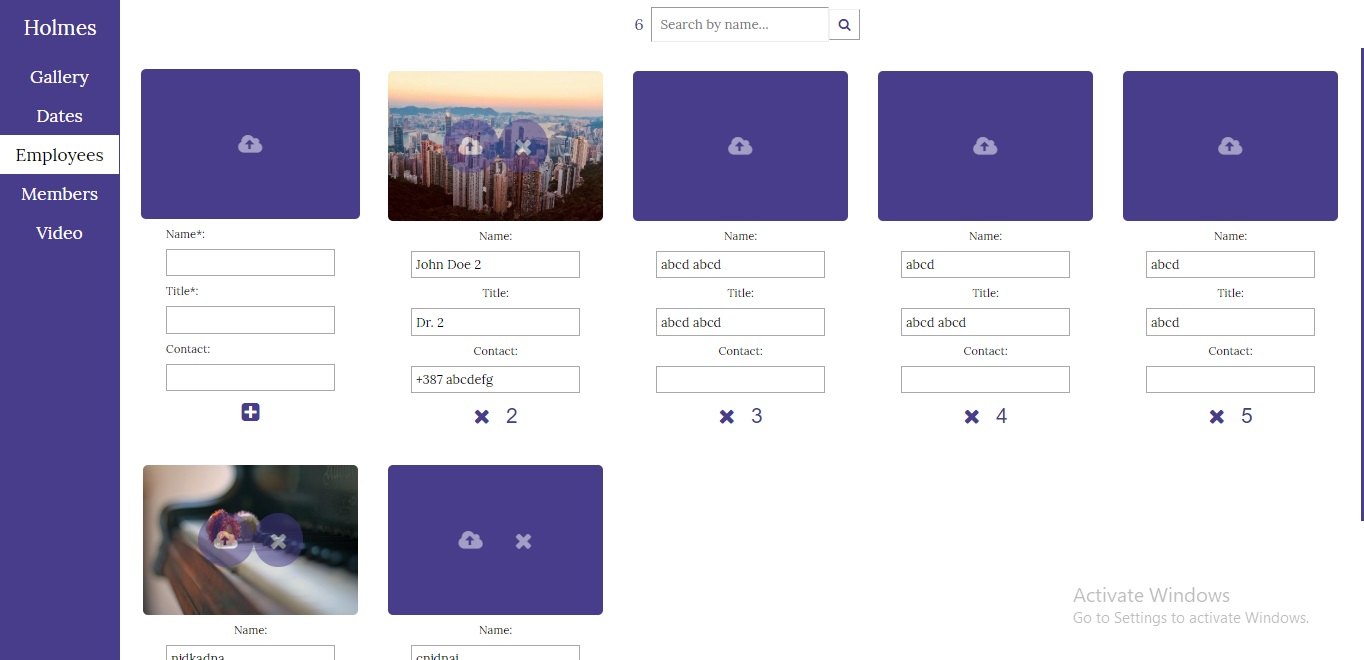 Holmes
Gallery
Dates
Employees
Members
Video
6 Search by name...
Name*:
Title*:
Contact:
Name:
John Doe 2
Title:
Dr. 2
Contact:
+387 abcdefg
2
Name:
abcd abcd
Title:
abcd abcd
Contact:
3
Name:
abcd
Title:
abcd abcd
Contact:
4
Name:
abcd
Title:
abcd
Contact:
5
Name:
Name:
Activate Windows
Go to Settings to activate Windows.